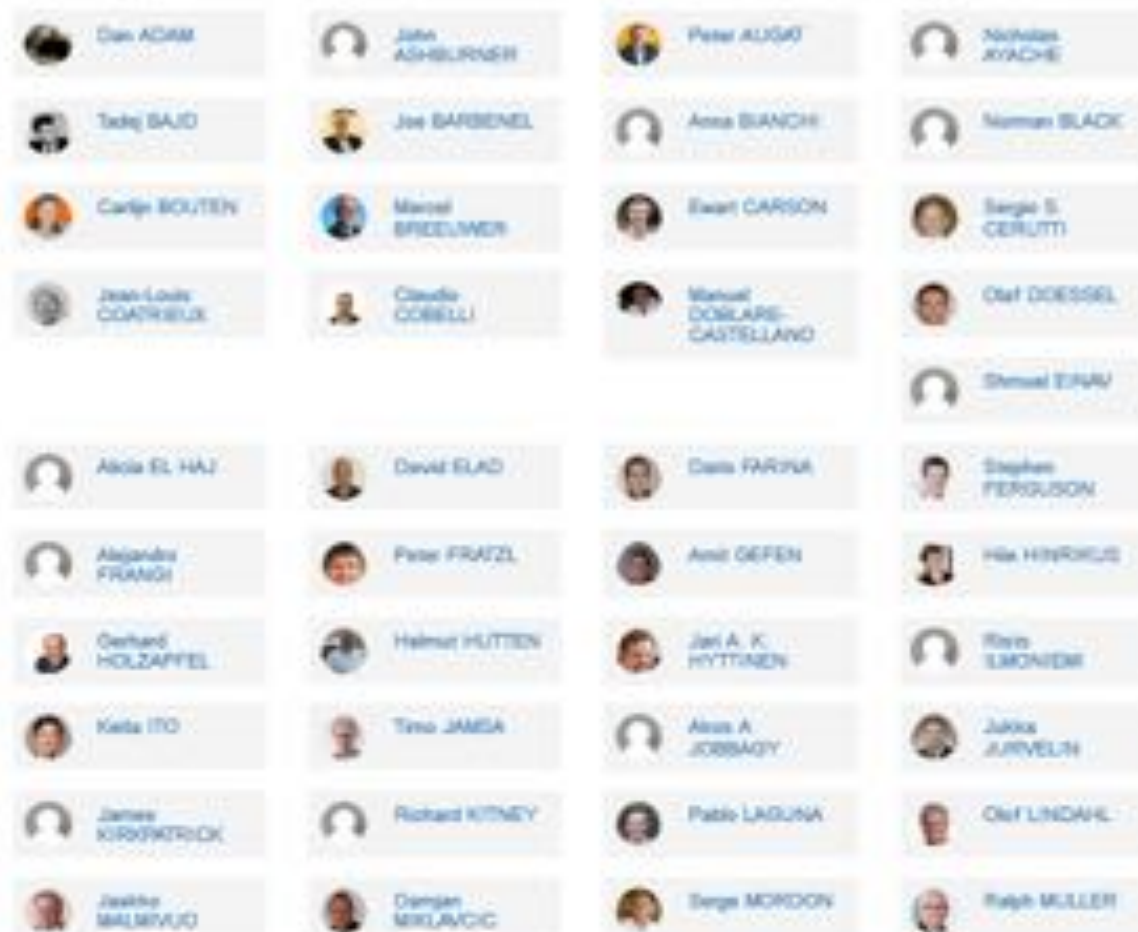 Dan ADAM
John
ASHBURNER
Peter AUGAT
Nicholas
AYACHE
Tadej BAJD
Joe BARBENEL
Anna BIANCHI
Norman BLACK
Carlijn BOUTEN
Marcel
BREEUWER
Ewart CARSON
Sergio S.
CERUTTI
Jean-Louis
COATRIEUX
Claudio
COBELLI
Manuel
DOBLARE-
CASTELLANO
Olaf DOESSEL
Shmuel EINAV
Alicia EL HAJ
David ELAD
Dario FARINA
Stephen
FERGUSON
Alejandro
FRANGI
Peter FRATZL
Amit GEFEN
Hiie HINRIKUS
Gerhard
HOLZAPFEL
Helmut HUTTEN
Jari A. K.
HYTTINEN
Risto
ILMONIEMI
Keita ITO
Timo JAMSA
Akos A
JOBBAGY
Jukka
JURVELIN
James
KIRKPATRICK
Richard KITNEY
Pablo LAGUNA
Olof LINDAHL
Jaakko
MALMIVUO
Damjan
MIKLAVCIC
Serge MORDON
Ralph MULLER